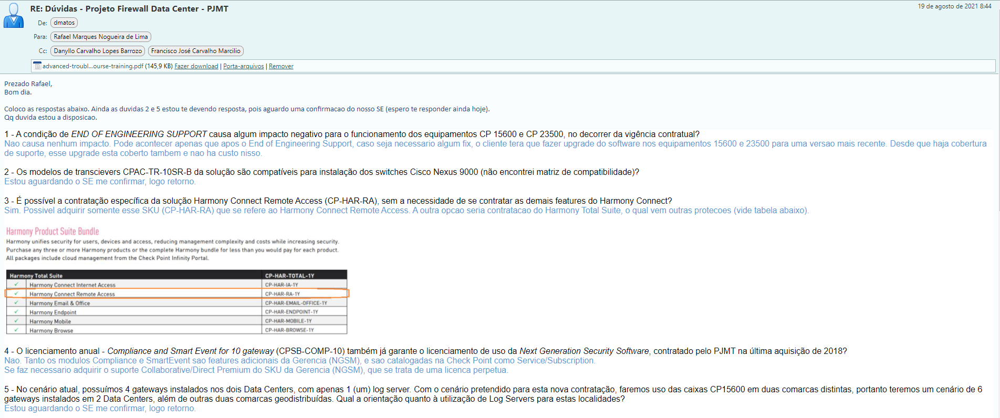 RE: Dúvidas - Projeto Firewall Data Center - PJMT
19 de agosto de 2021 8:44
De: dmatos
Para: Rafael Marques Nogueira de Lima
Cc: Danyllo Carvalho Lopes Barrozo Francisco José Carvalho Marcilio
advanced-troubl...ourse-training.pdf (145,9 KB) Fazer download | Porta-arquivos | Remover
Prezado Rafael,
Bom dia.
Coloco as respostas abaixo. Ainda as duvidas 2 e 5 estou te devendo resposta, pois aguardo uma confirmacao do nosso SE (espero te responder ainda hoje).
Qq duvida estou a disposicao.
1 - A condição de END OF ENGINEERING SUPPORT causa algum impacto negativo para o funcionamento dos equipamentos CP 15600 e CP 23500, no decorrer da vigência contratual?
Nao causa nenhum impacto. Pode acontecer apenas que apos o End of Engineering Support, caso seja necessario algum fix, o cliente tera que fazer upgrade do software nos equipamentos 15600 e 23500 para uma versao mais recente. Desde que haja cobertura
de suporte, esse upgrade esta coberto tambem e nao ha custo nisso.
2 - Os modelos de transcievers CPAC-TR-10SR-B da solução são compatíveis para instalação dos switches Cisco Nexus 9000 (não encontrei matriz de compatibilidade)?
Estou aguardando o SE me confirmar, logo retorno.
3 - É possível a contratação específica da solução Harmony Connect Remote Access (CP-HAR-RA), sem a necessidade de se contratar as demais features do Harmony Connect?
Sim. Possivel adquirir somente esse SKU (CP-HAR-RA) que se refere ao Harmony Connect Remote Access. A outra opcao seria contratacao do Harmony Total Suite, o qual vem outras protecoes (vide tabela abaixo).
Harmony Product Suite Bundle
Harmony unifies security for users, devices and access, reducing management complexity and costs while increasing security.
Purchase any three or more Harmony products or the complete Harmony bundle for less than you would pay for each product.
All packages include cloud management from the Check Point Infinity Portal.
Harmony Total Suite CP-HAR-TOTAL-1Y
✓ Harmony Connect Internet Access CP-HAR-IA-1Y
✓ Harmony Connect Remote Access CP-HAR-RA-1Y
✓ Harmony Email & Office CP-HAR-EMAIL-OFFICE-1Y
✓ Harmony Endpoint CP-HAR-ENDPOINT-1Y
✓ Harmony Mobile CP-HAR-MOBILE-1Y
✓ Harmony Browse CP-HAR-BROWSE-1Y
4 - O licenciamento anual - Compliance and Smart Event for 10 gateway (CPSB-COMP-10) também já garante o licenciamento de uso da Next Generation Security Software, contratado pelo PJMT na última aquisição de 2018?
Nao. Tanto os modulos Compliance e SmartEvent sao features adicionais da Gerencia (NGSM), e sao catalogadas na Check Point como Service/Subscription.
Se faz necessario adquirir o suporte Collaborative/Direct Premium do SKU da Gerencia (NGSM), que se trata de uma licenca perpetua.
5 - No cenário atual, possuímos 4 gateways instalados nos dois Data Centers, com apenas 1 (um) log server. Com o cenário pretendido para esta nova contratação, faremos uso das caixas CP15600 em duas comarcas distintas, portanto teremos um cenário de 6
gateways instalados em 2 Data Centers, além de outras duas comarcas geodistribuídas. Qual a orientação quanto à utilização de Log Servers para estas localidades?
Estou aguardando o SE me confirmar, logo retorno.